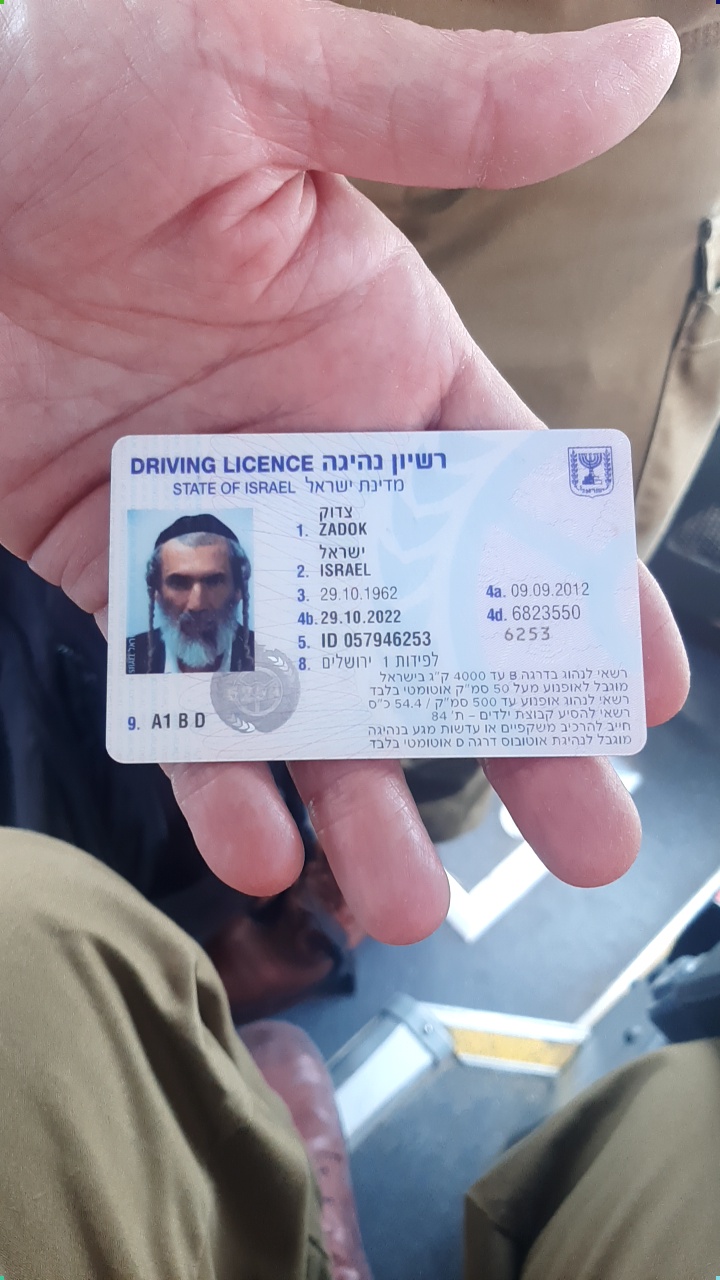 DRIVING LICENCE רשיון נהיגה
STATE OF ISRAEL מדינת ישראל
צדוק
1. ZADOK
ישראל
2. ISRAEL
3. 29.10.1962
4a. 09.09.2012
4b. 29.10.2022
4d. 6823550
5. ID 057946253
6253
8. לפידות 1 ירושלים
9. A1 B D
רשאי לנהוג בדרגה B עד 4000 ק"ג בישראל
מוגבל לאופנוע מעל 50 סמ"ק אוטומטי בלבד
רשאי לנהוג אופנוע עד 500 סמ"ק / 54.4 כ"ס
רשאי להסיע קבוצת ילדים - ת' 84
חייב להרכיב משקפיים או עדשות מגע בנהיגה
מוגבל לנהיגת אוטובוס דרגה D אוטומטי בלבד